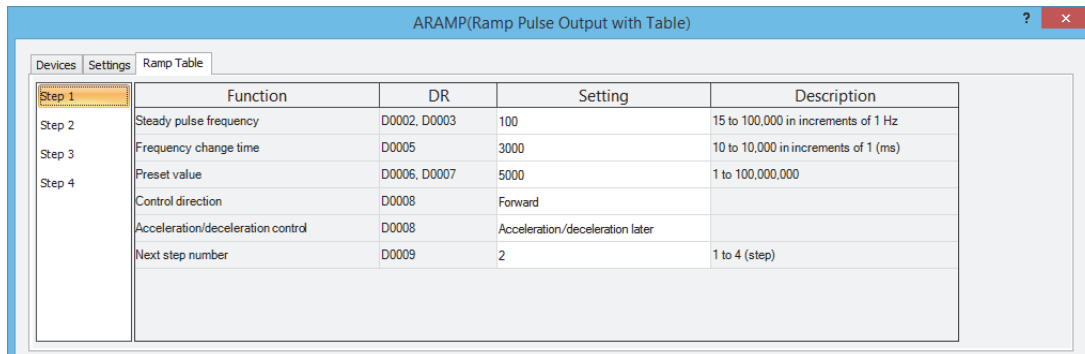 ARAMP(Ramp Pulse Output with Table)
? ×
Devices Settings Ramp Table
Step 1
Step 2
Step 3
Step 4
Function DR Setting Description
Steady pulse frequency D0002, D0003 100 15 to 100,000 in increments of 1 Hz
Frequency change time D0005 3000 10 to 10,000 in increments of 1 (ms)
Preset value D0006, D0007 5000 1 to 100,000,000
Control direction D0008 Forward
Acceleration/deceleration control D0008 Acceleration/deceleration later
Next step number D0009 2 1 to 4 (step)